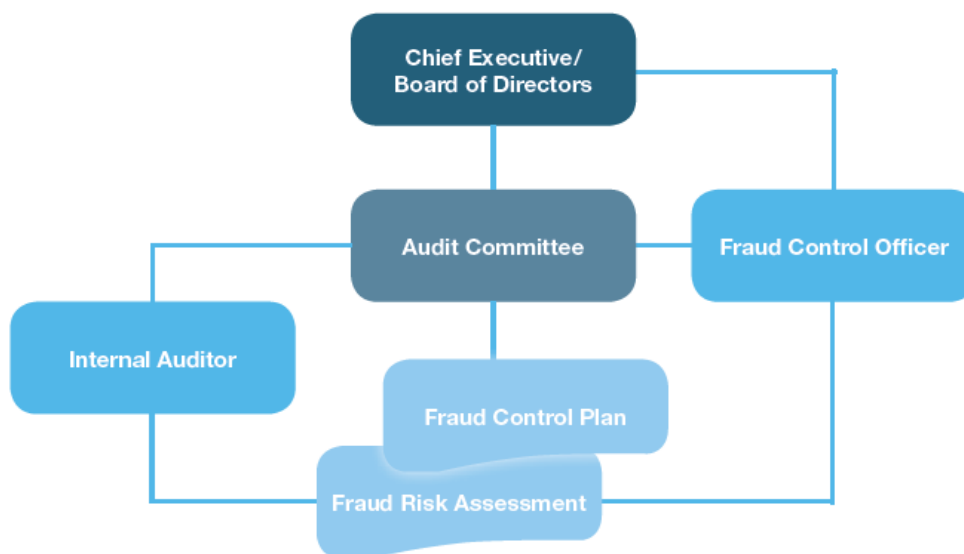 Chief Executive/
Board of Directors
Audit Committee
Fraud Control Officer
Internal Auditor
Fraud Control Plan
Fraud Risk Assessment